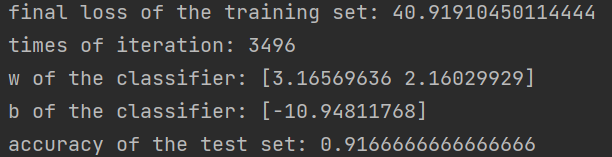 final loss of the training set: 40.91910450114444
times of iteration: 3496
w of the classifier: [3.16569636 2.16029929]
b of the classifier: [-10.94811768]
accuracy of the test set: 0.9166666666666666